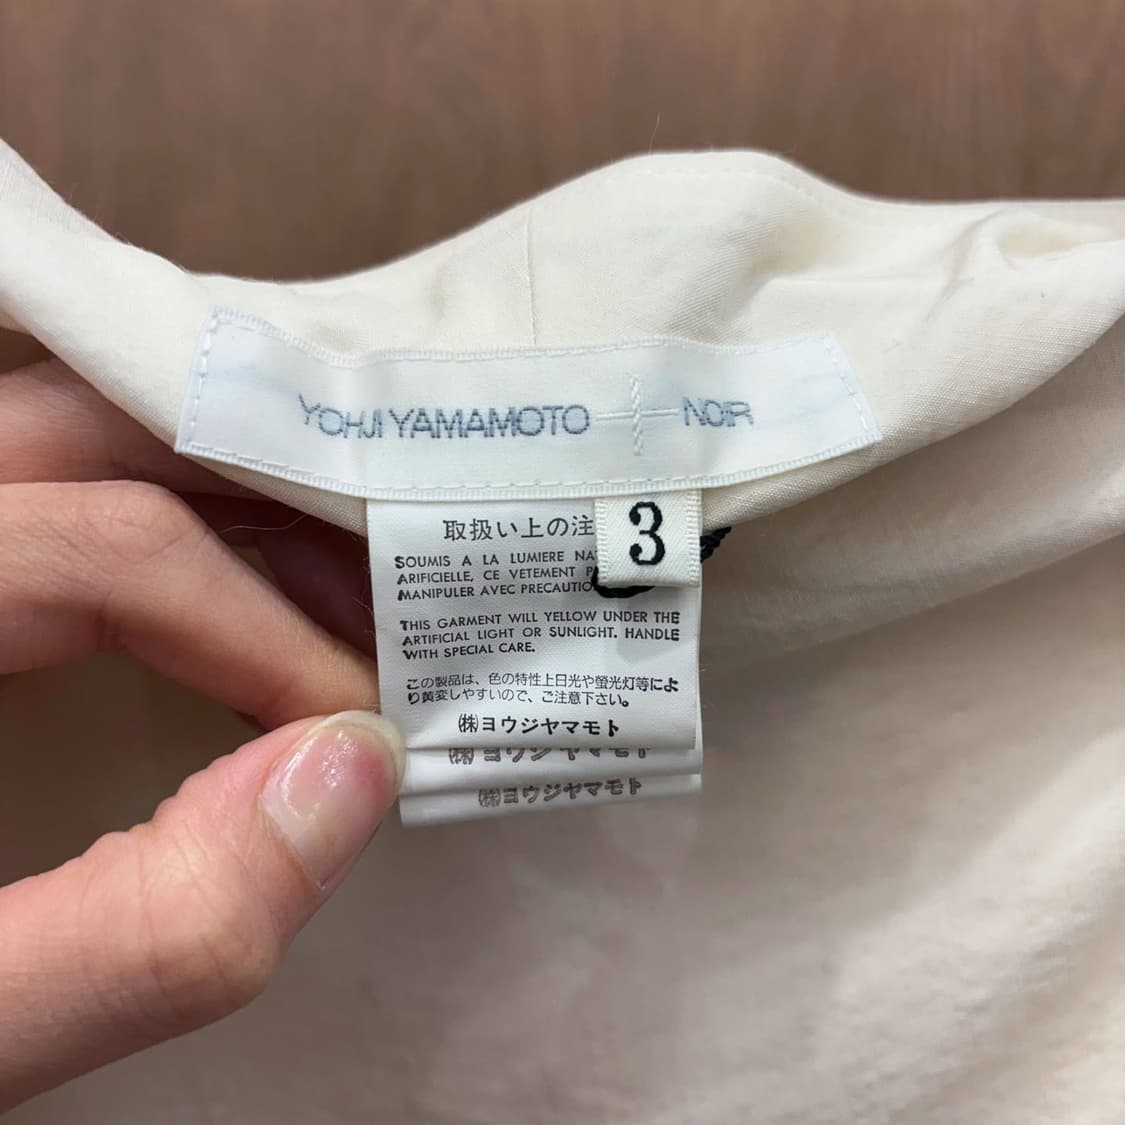 YOHJI YAMAMOTO + NOIR
3
取扱い上の注
SOUMIS A LA LUMIERE
ARIFICIELLE, CE VETEMENT
MANIPULER AVEC
THIS GARMENT WILL YELLOW UNDER THE
ARTIFICIAL LIGHT OR SUNLIGHT. HANDLE
WITH SPECIAL CARE.
この製品は、色の特性上日光や螢光灯等によ
り黄変しやすいので、ご注意下さい。
㈱ヨウジヤマモト
㈱ヨウジヤマモト
㈱ヨウジヤマモト